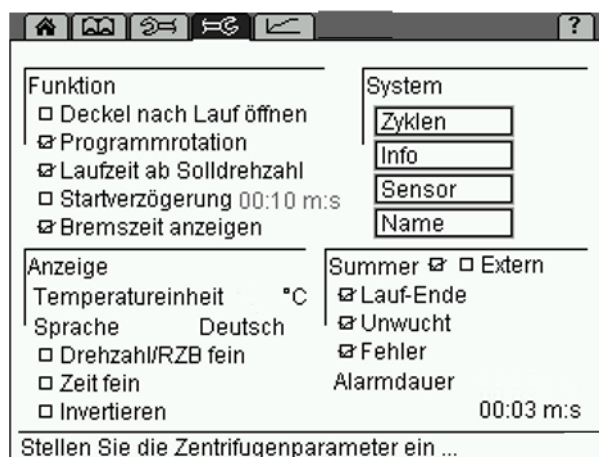 ?
Funktion
Deckel nach Lauf öffnen
Programmrotation
Laufzeit ab Solldrehzahl
Startverzögerung 00:10 m:s
Bremszeit anzeigen
System
Zyklen
Info
Sensor
Name
Anzeige
Temperatureinheit °C
Sprache Deutsch
Drehzahl/RZB fein
Zeit fein
Invertieren
Summer Extern
Lauf-Ende
Unwucht
Fehler
Alarmdauer
00:03 m:s
Stellen Sie die Zentrifugenparameter ein ...